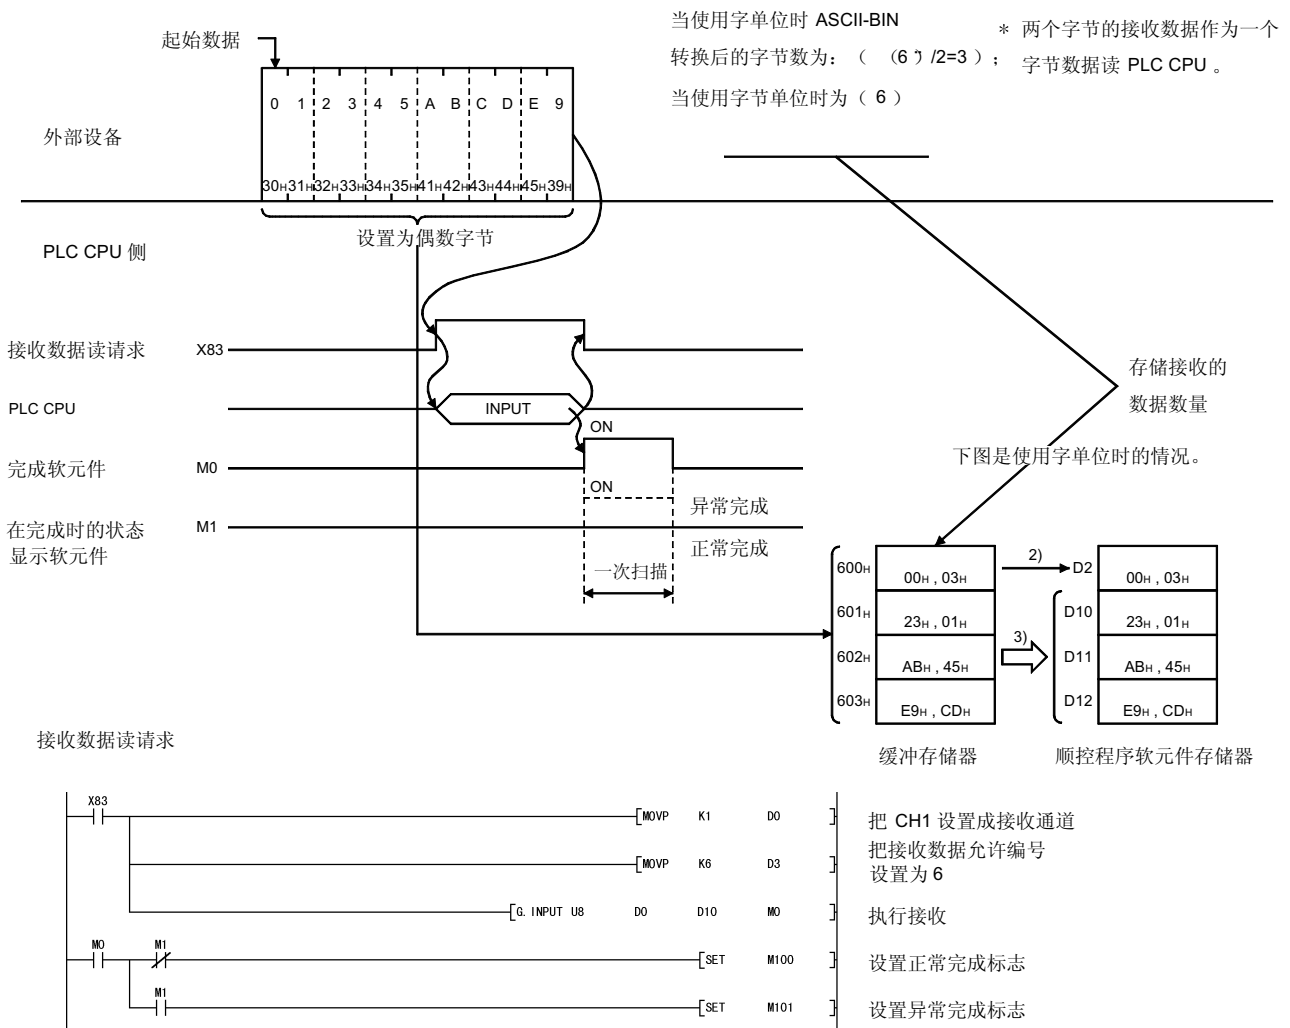 当使用字单位时 ASCII-BIN
转换后的字节数为：（ （6*）/2=3 ）；
当使用字节单位时为（ 6 ）
* 两个字节的接收数据作为一个
字节数据读 PLC CPU 。
起始数据
0 1 2 3 4 5 A B C D E 9
外部设备
30H 31H 32H 33H 34H 35H 41H 42H 43H 44H 45H 39H
设置为偶数字节
PLC CPU 侧
接收数据读请求 X83
PLC CPU INPUT
存储接收的
数据数量
ON
完成软元件 M0
下图是使用字单位时的情况。
ON
异常完成
在完成时的状态
显示软元件
M1
正常完成
一次扫描
600H 00H , 03H 2) D2 00H , 03H
601H 23H , 01H D10 23H , 01H
602H ABH , 45H 3) D11 ABH , 45H
603H E9H , CDH D12 E9H , CDH
缓冲存储器 顺控程序软元件存储器
接收数据读请求
X83
[MOVP K1 D0 ] 把 CH1 设置成接收通道
[MOVP K6 D3 ] 把接收数据允许编号
设置为 6
[G. INPUT U8 D0 D10 M0 ] 执行接收
M0 M1
[SET M100 ] 设置正常完成标志
M1
[SET M101 ] 设置异常完成标志